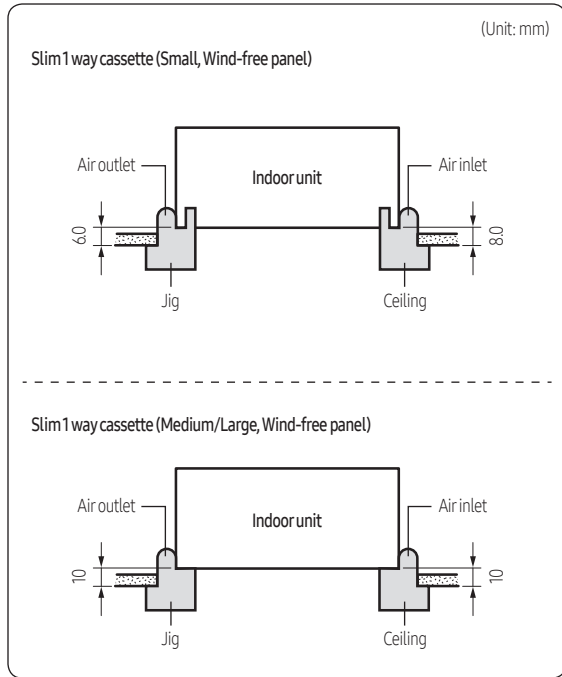 (Unit: mm)
Slim 1 way cassette (Small, Wind-free panel)
Air outlet
Air inlet
Indoor unit
6.0
8.0
Jig
Ceiling
Slim 1 way cassette (Medium/Large, Wind-free panel)
Air outlet
Air inlet
Indoor unit
10
10
Jig
Ceiling